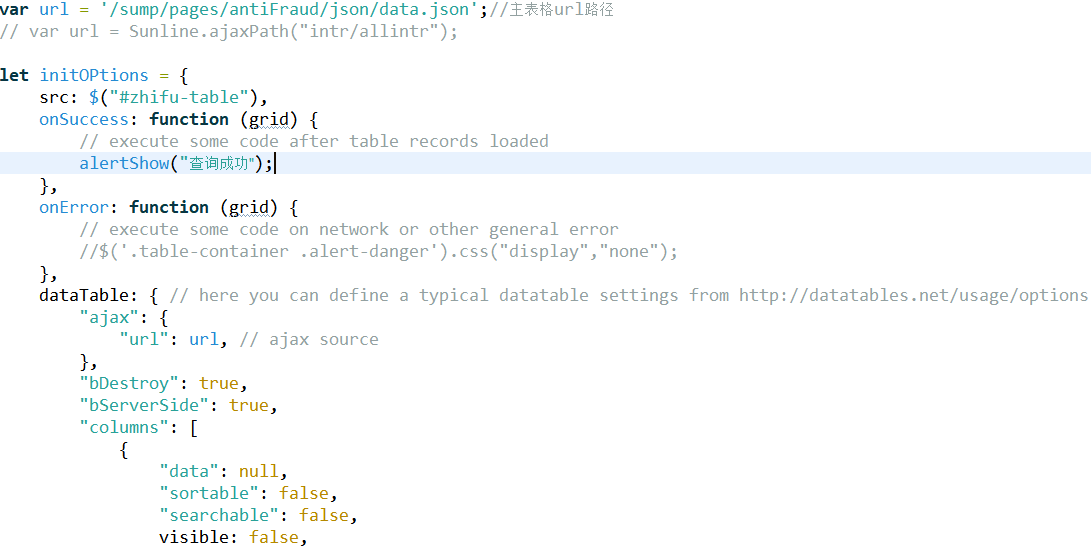 var url = '/sump/pages/antiFraud/json/data.json';//主表格url路径
// var url = Sunline.ajaxPath("intr/allintr");
let initOPtions = {
src: $("#zhifu-table"),
onSuccess: function (grid) {
// execute some code after table records loaded
alertShow("查询成功");
},
onError: function (grid) {
// execute some code on network or other general error
//$('.table-container .alert-danger').css("display","none");
},
dataTable: { // here you can define a typical datatable settings from http://datatables.net/usage/options
"ajax": {
"url": url, // ajax source
},
"bDestroy": true,
"bServerSide": true,
"columns": [
{
"data": null,
"sortable": false,
"searchable": false,
visible: false,